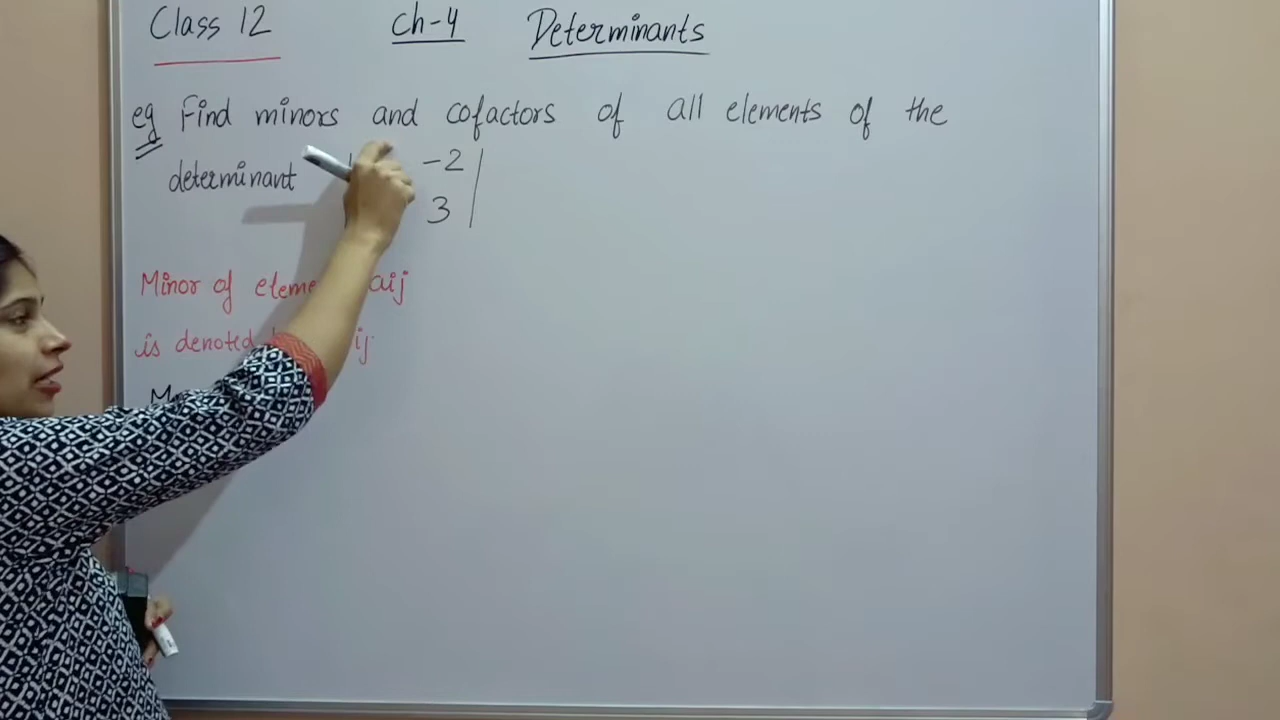 Class 12 Ch-4 Determinants
eg Find minors and cofactors of all elements of the
determinant | -2 |
3
Minor of aij
is denoted ij